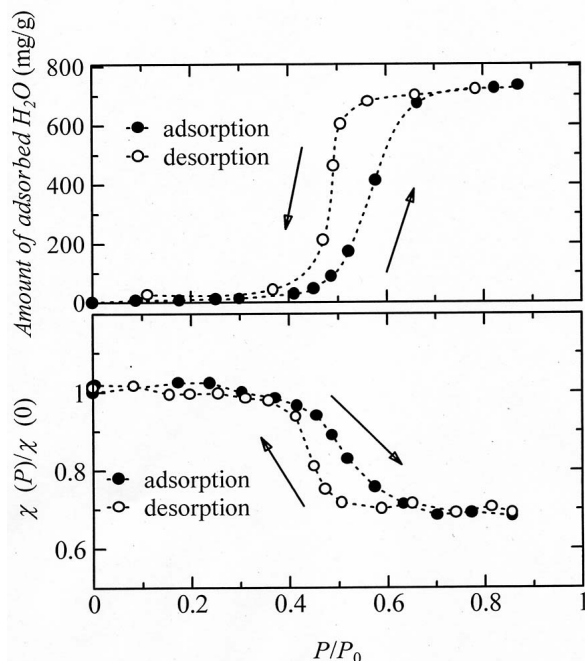 Amount of adsorbed H2O (mg/g)
800
600
400
200
0
adsorption
desorption
χ (P)/χ (0)
1
0.8
0.6
adsorption
desorption
0 0.2 0.4 0.6 0.8 1
P/P0